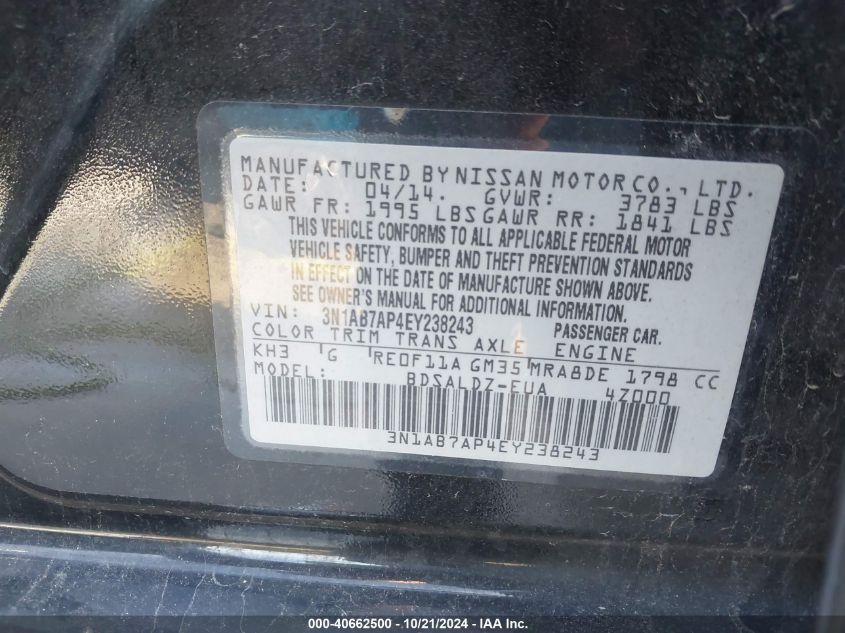 MANUFACTURED BY NISSAN MOTOR CO., LTD.
DATE: 04/14. GVWR: 3783 LBS
GAWR FR: 1995 LBS GAWR RR: 1841 LBS
THIS VEHICLE CONFORMS TO ALL APPLICABLE FEDERAL MOTOR
VEHICLE SAFETY, BUMPER AND THEFT PREVENTION STANDARDS
IN EFFECT ON THE DATE OF MANUFACTURE SHOWN ABOVE.
SEE OWNER'S MANUAL FOR ADDITIONAL INFORMATION.
VIN: 3N1AB7AP4EY238243 PASSENGER CAR.
COLOR TRIM TRANS AXLE ENGINE
KH3 G RE0F11A GM35 MRA8DE 1798 CC
MODEL: BDSALDZ-EUA 4Z000
3N1AB7AP4EY238243
000-40662500 - 10/21/2024 - IAA Inc.